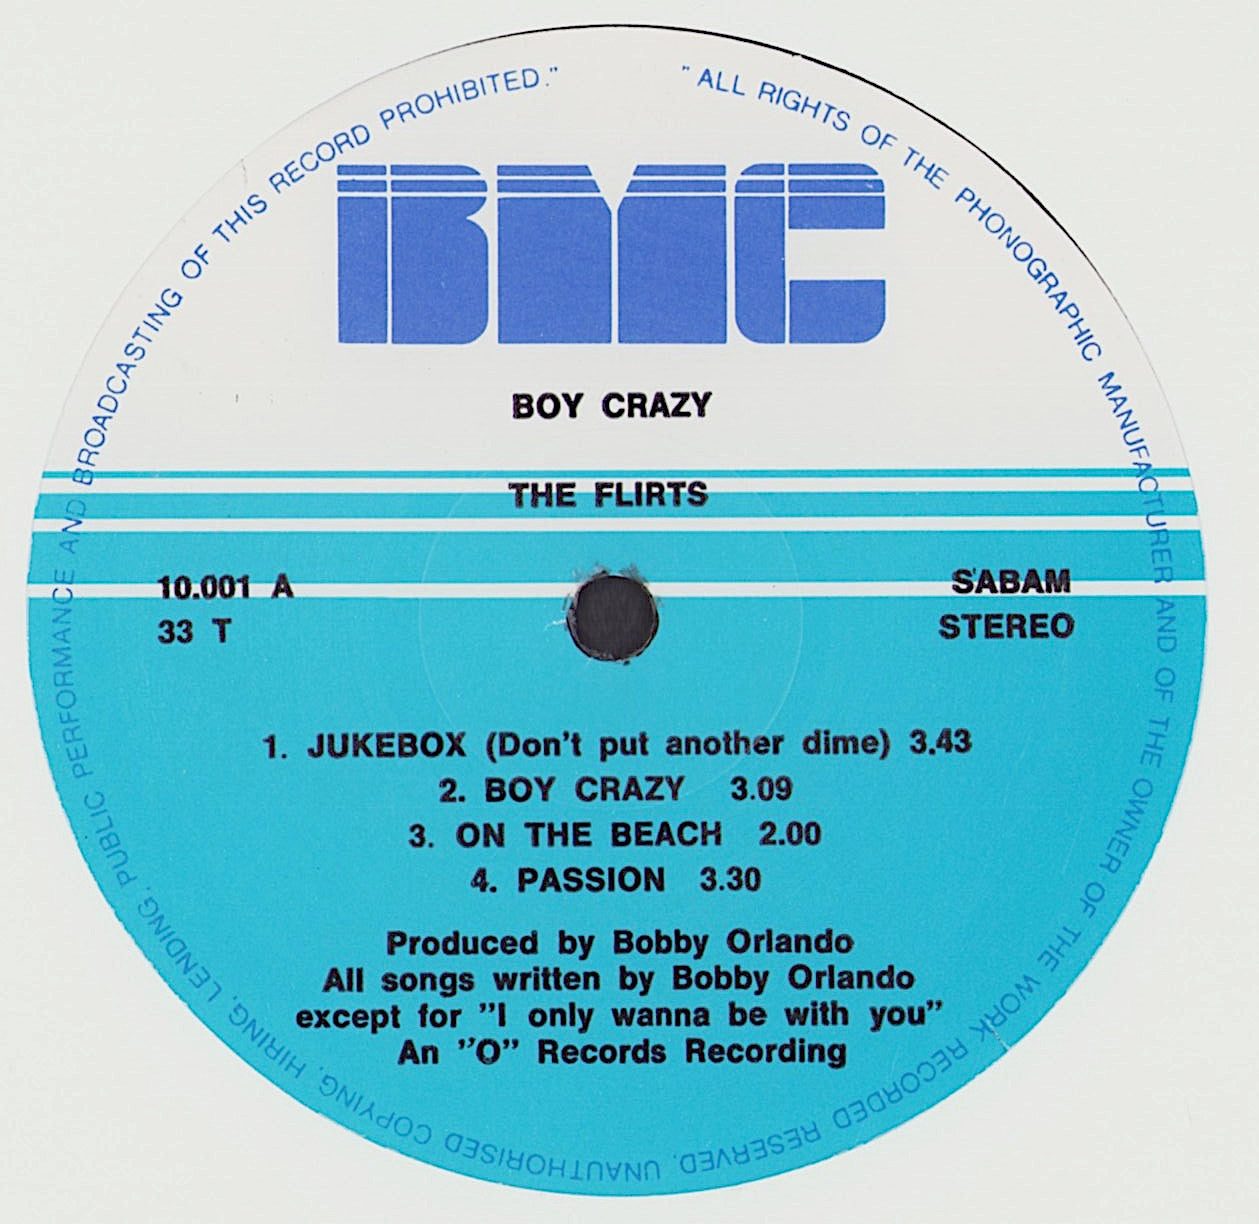 " ALL RIGHTS OF THE PHONOGRAPHIC MANUFACTURER AND OF THE OWNER OF THE WORK RECORDED RESERVED. UNAUTHORISED COPYING, HIRING, LENDING, PUBLIC PERFORMANCE AND BROADCASTING OF THIS RECORD PROHIBITED."
BMC
BOY CRAZY
THE FLIRTS
10.001 A
SABAM
33 T
STEREO
1. JUKEBOX (Don't put another dime) 3.43
2. BOY CRAZY 3.09
3. ON THE BEACH 2.00
4. PASSION 3.30
Produced by Bobby Orlando
All songs written by Bobby Orlando
except for "I only wanna be with you"
An "O" Records Recording